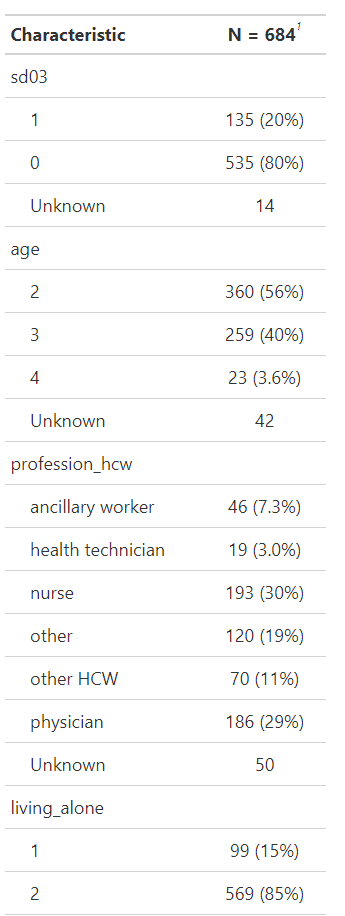 Characteristic N = 684¹
sd03
1 135 (20%)
0 535 (80%)
Unknown 14
age
2 360 (56%)
3 259 (40%)
4 23 (3.6%)
Unknown 42
profession_hcw
ancillary worker 46 (7.3%)
health technician 19 (3.0%)
nurse 193 (30%)
other 120 (19%)
other HCW 70 (11%)
physician 186 (29%)
Unknown 50
living_alone
1 99 (15%)
2 569 (85%)